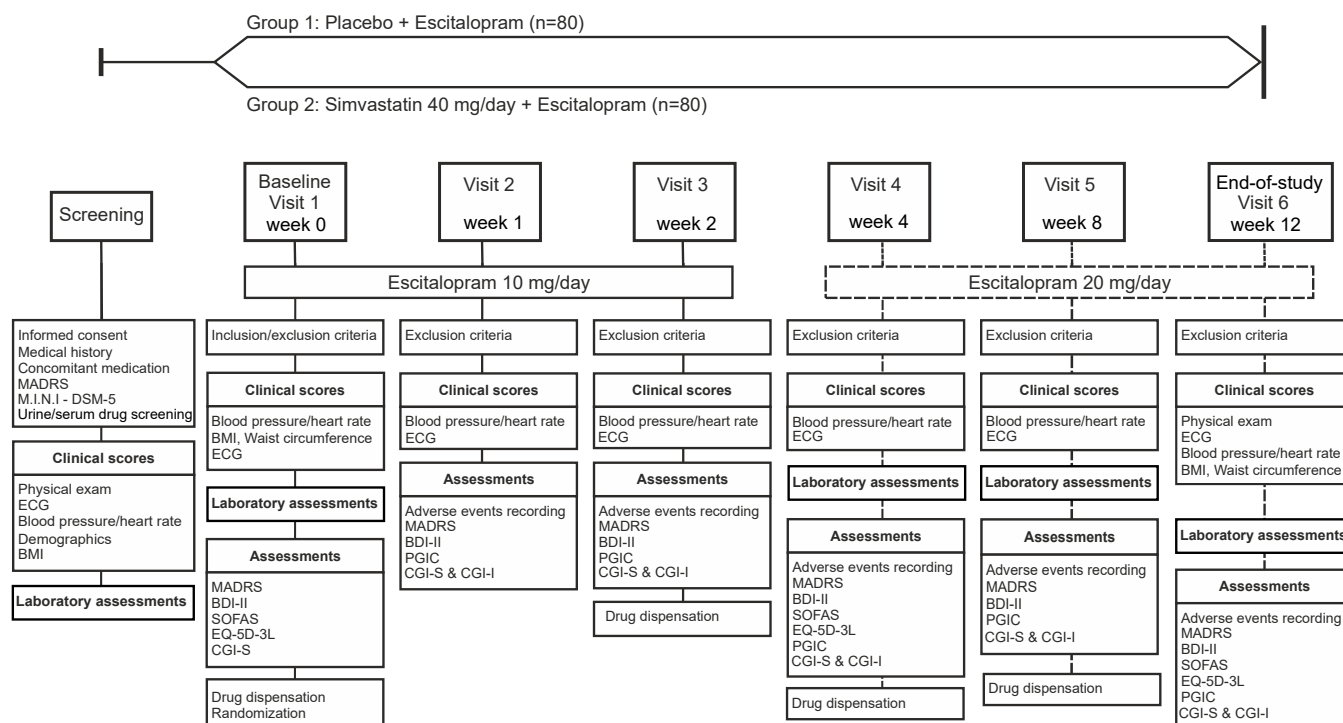 Group 1: Placebo + Escitalopram (n=80)
Group 2: Simvastatin 40 mg/day + Escitalopram (n=80)
Screening
Baseline
Visit 1
week 0
Visit 2
week 1
Visit 3
week 2
Visit 4
week 4
Visit 5
week 8
End-of-study
Visit 6
week 12
Escitalopram 10 mg/day
Escitalopram 20 mg/day
Informed consent
Medical history
Concomitant medication
MADRS
M.I.N.I - DSM-5
Urine/serum drug screening
Clinical scores
Physical exam
ECG
Blood pressure/heart rate
Demographics
BMI
Laboratory assessments
Inclusion/exclusion criteria
Clinical scores
Blood pressure/heart rate
BMI, Waist circumference
ECG
Laboratory assessments
Assessments
MADRS
BDI-II
SOFAS
EQ-5D-3L
CGI-S
Drug dispensation
Randomization
Exclusion criteria
Clinical scores
Blood pressure/heart rate
ECG
Assessments
Adverse events recording
MADRS
BDI-II
PGIC
CGI-S & CGI-I
Exclusion criteria
Clinical scores
Blood pressure/heart rate
ECG
Assessments
Adverse events recording
MADRS
BDI-II
PGIC
CGI-S & CGI-I
Drug dispensation
Exclusion criteria
Clinical scores
Blood pressure/heart rate
ECG
Laboratory assessments
Assessments
Adverse events recording
MADRS
BDI-II
SOFAS
EQ-5D-3L
PGIC
CGI-S & CGI-I
Drug dispensation
Exclusion criteria
Clinical scores
Blood pressure/heart rate
ECG
Laboratory assessments
Assessments
Adverse events recording
MADRS
BDI-II
PGIC
CGI-S & CGI-I
Drug dispensation
Exclusion criteria
Clinical scores
Physical exam
ECG
Blood pressure/heart rate
BMI, Waist circumference
Laboratory assessments
Assessments
Adverse events recording
MADRS
BDI-II
SOFAS
EQ-5D-3L
PGIC
CGI-S & CGI-I